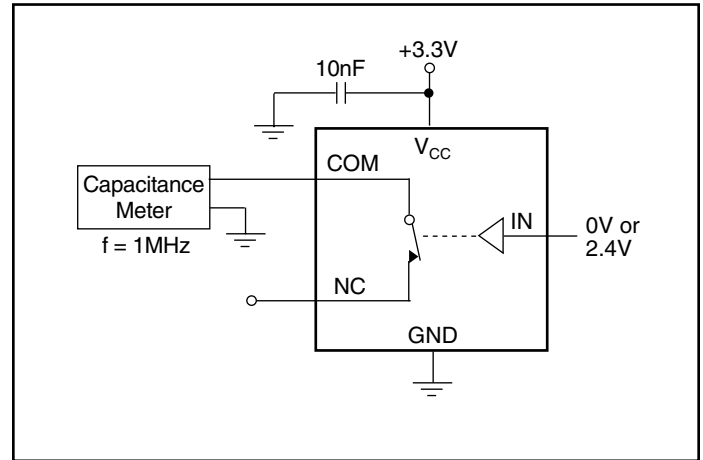 +3.3V
10nF
VCC
COM
Capacitance
Meter
f = 1MHz
IN
0V or
2.4V
NC
GND